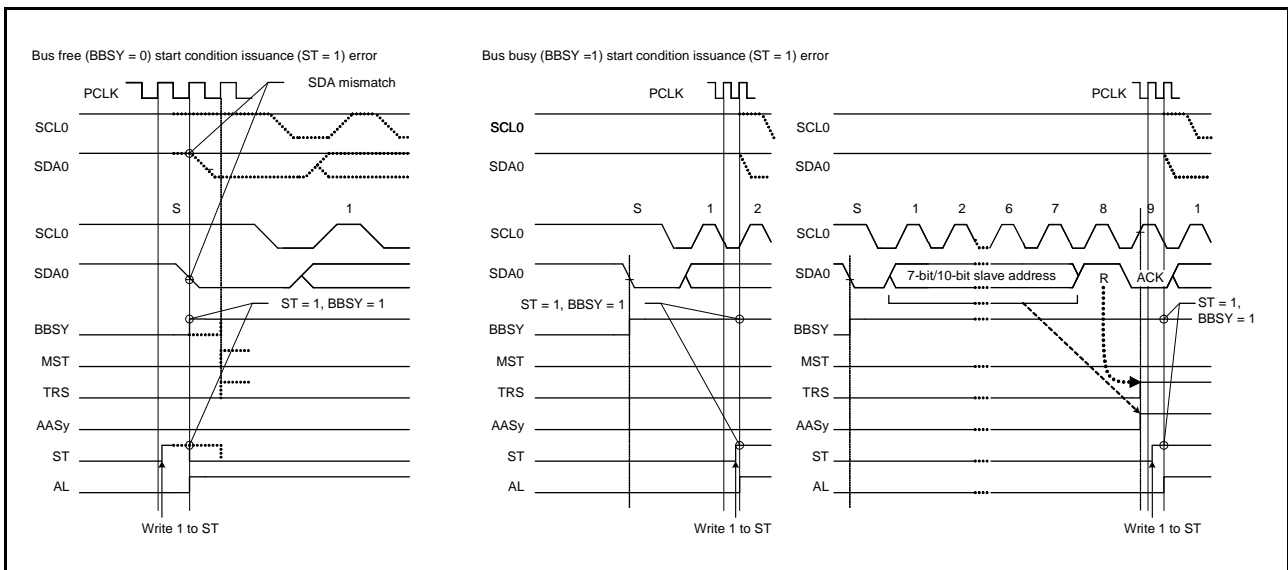 Bus free (BBSY = 0) start condition issuance (ST = 1) error
PCLK
SDA mismatch
SCL0
SDA0
S 1
SCL0
SDA0
ST = 1, BBSY = 1
BBSY
MST
TRS
AASy
ST
AL
Write 1 to ST
Bus busy (BBSY =1) start condition issuance (ST = 1) error
PCLK
SCL0
SDA0
S 1 2
SCL0
SDA0
ST = 1, BBSY = 1
BBSY
MST
TRS
AASy
ST
AL
Write 1 to ST
PCLK
SCL0
SDA0
S 1 2 6 7 8 9 1
SCL0
SDA0
7-bit/10-bit slave address R ACK
ST = 1,
BBSY = 1
BBSY
MST
TRS
AASy
ST
AL
Write 1 to ST